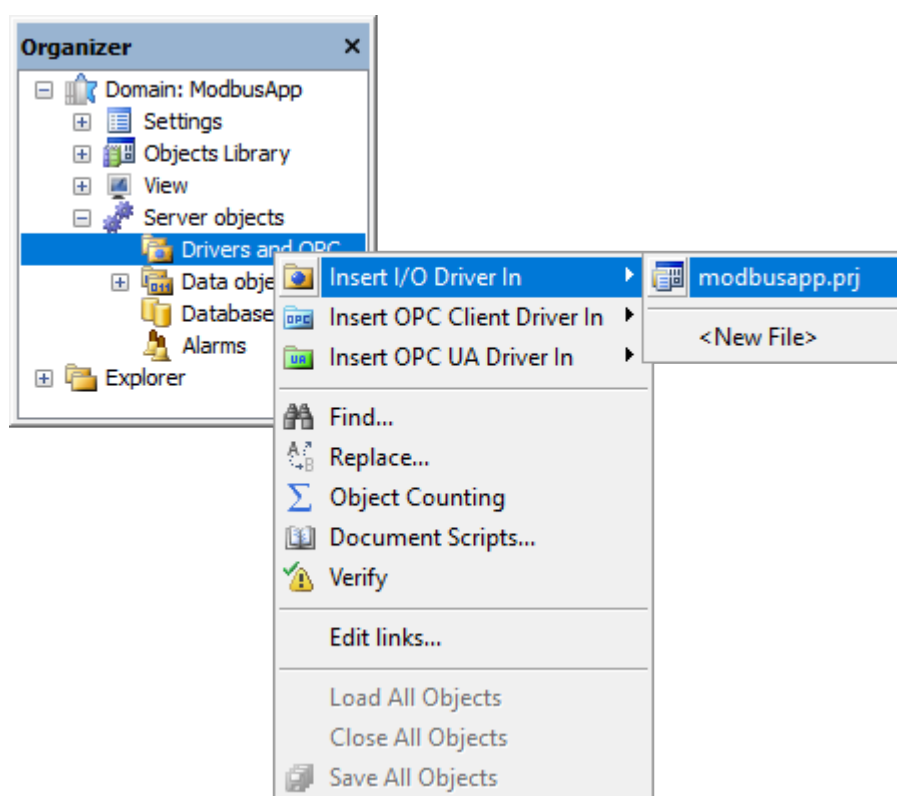 Organizer
Domain: ModbusApp
Settings
Objects Library
View
Server objects
Drivers and OPC
Data obje
Database
Alarms
Explorer
Insert I/O Driver In
Insert OPC Client Driver In
Insert OPC UA Driver In
Find...
Replace...
Object Counting
Document Scripts...
Verify
Edit links...
Load All Objects
Close All Objects
Save All Objects
modbusapp.prj
<New File>